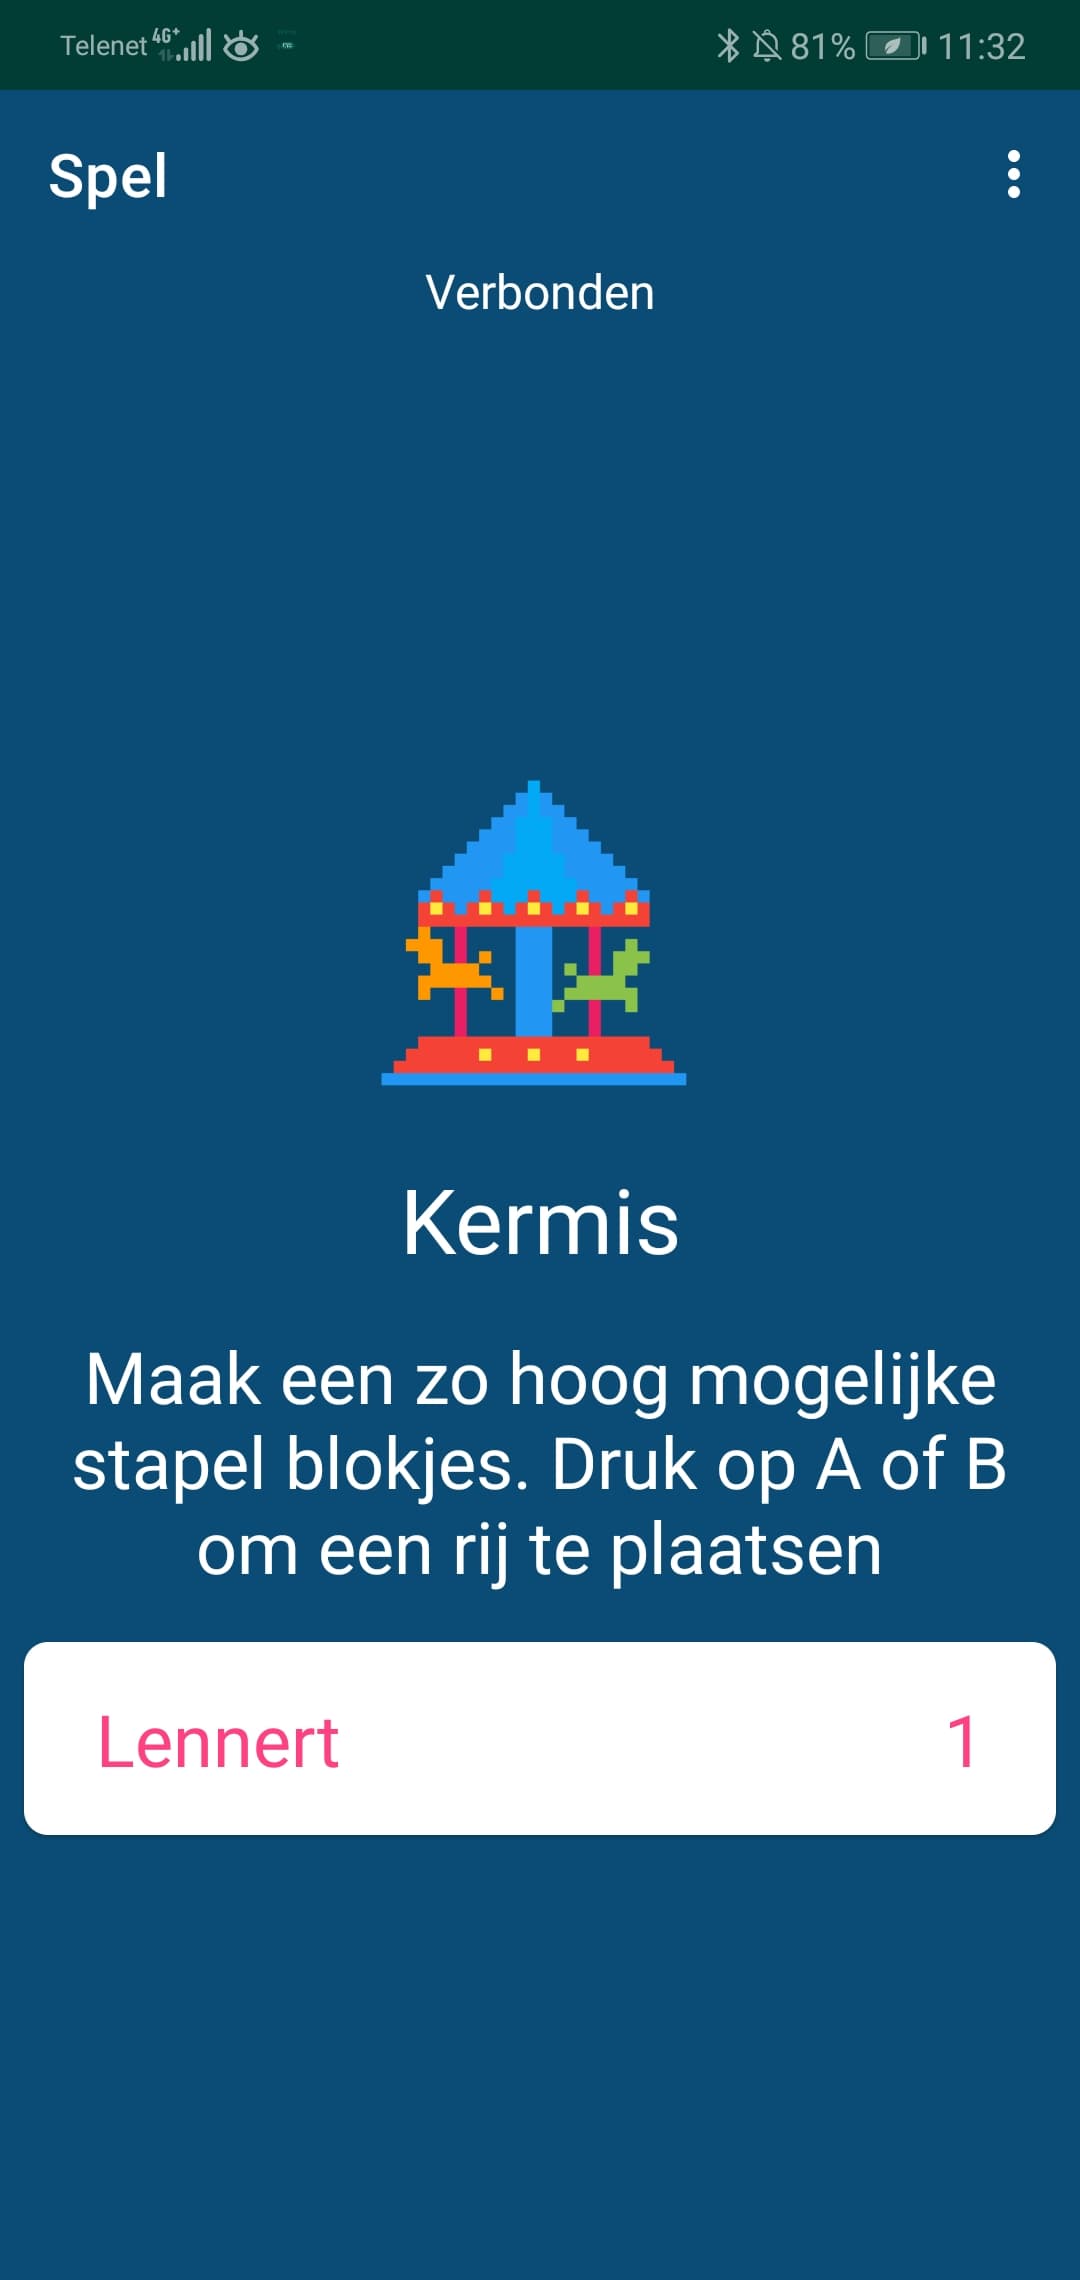 Telenet 4G+ 81% 11:32
Spel
Verbonden
Kermis
Maak een zo hoog mogelijke
stapel blokjes. Druk op A of B
om een rij te plaatsen
Lennert 1